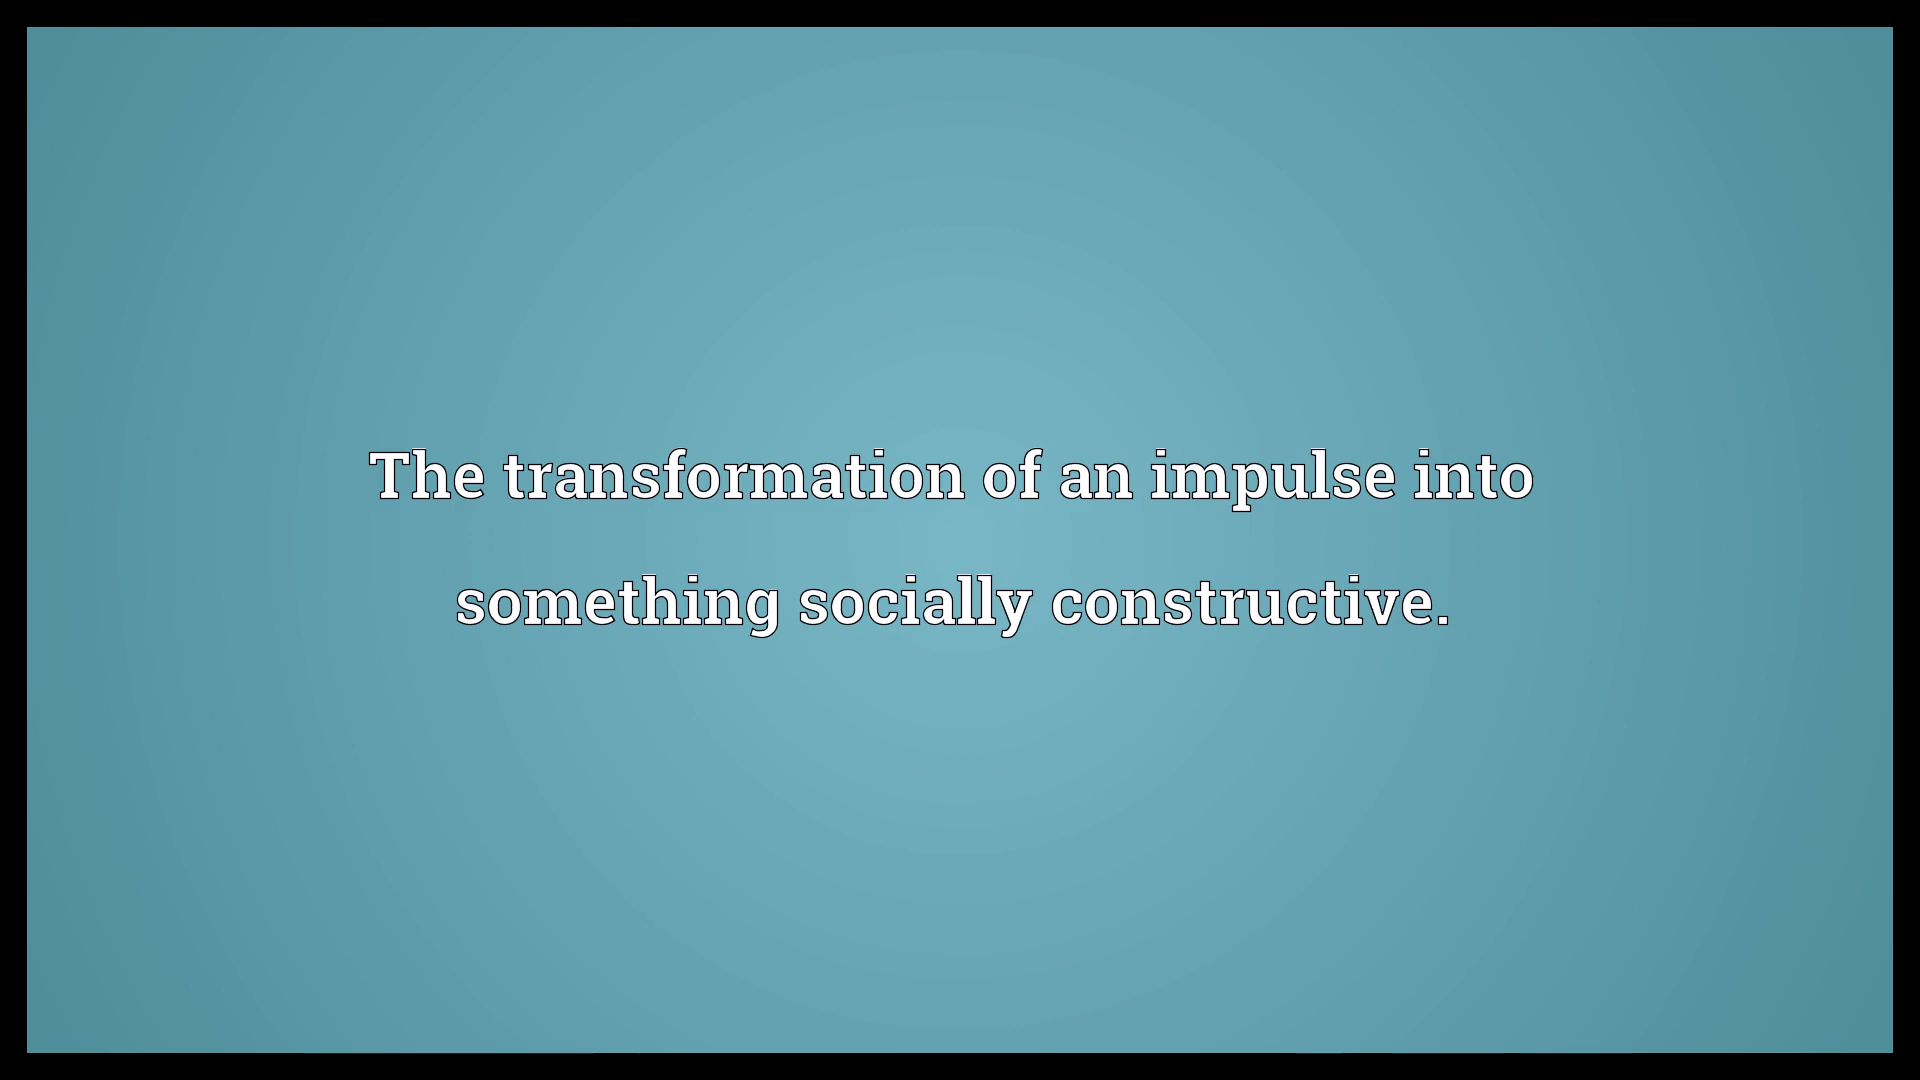 The transformation of an impulse into
something socially constructive.